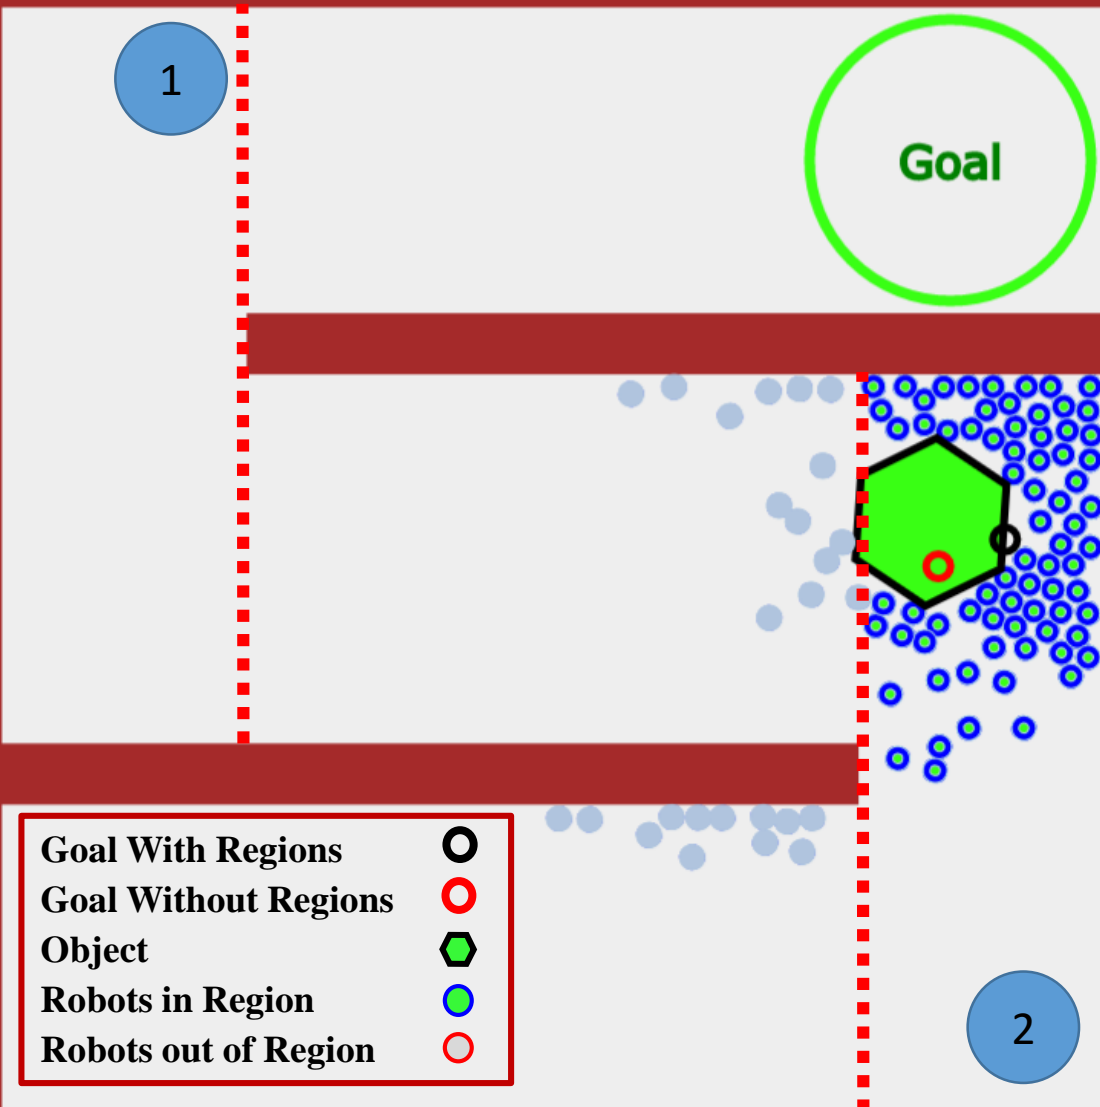 1
Goal
Goal With Regions
Goal Without Regions
Object
Robots in Region
Robots out of Region
2